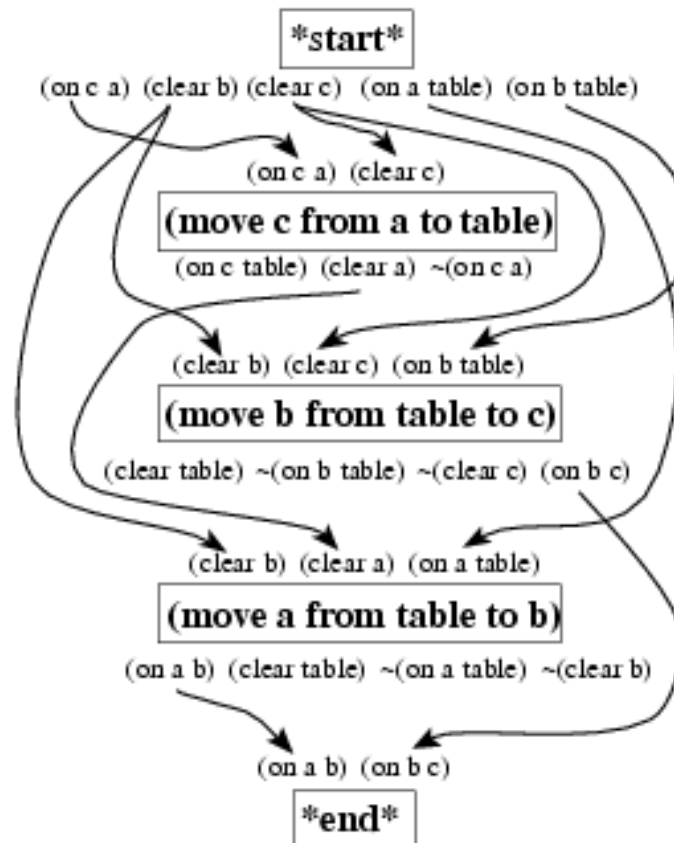 *start*
(on c a) (clear b) (clear c) (on a table) (on b table)
(on c a) (clear c)
(move c from a to table)
(on c table) (clear a) ~(on c a)
(clear b) (clear c) (on b table)
(move b from table to c)
(clear table) ~(on b table) ~(clear c) (on b c)
(clear b) (clear a) (on a table)
(move a from table to b)
(on a b) (clear table) ~(on a table) ~(clear b)
(on a b) (on b c)
*end*